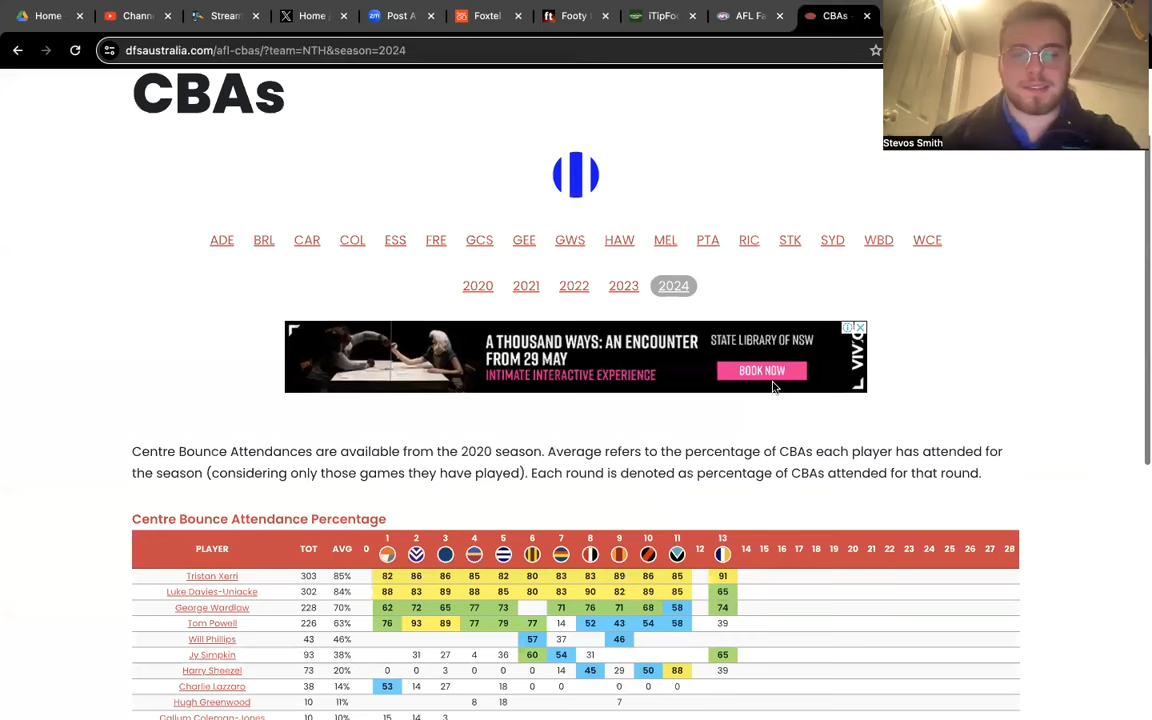 Home
Chann
Stream
Home
Post A
Foxtel
Footy
iTipFo
AFL Fa
CBAs
dfsaustralia.com/afl-cbas/?team=NTH&season=2024
Stevos Smith
CBAs
ADE BRL CAR COL ESS FRE GCS GEE GWS HAW MEL PTA RIC STK SYD WBD WCE
2020 2021 2022 2023 2024
A THOUSAND WAYS: AN ENCOUNTER
FROM 29 MAY
INTIMATE INTERACTIVE EXPERIENCE
STATE LIBRARY OF NSW
BOOK NOW
Centre Bounce Attendances are available from the 2020 season. Average refers to the percentage of CBAs each player has attended for
the season (considering only those games they have played). Each round is denoted as percentage of CBAs attended for that round.
Centre Bounce Attendance Percentage
PLAYER TOT AVG 0 1 2 3 4 5 6 7 8 9 10 11 12 13 14 15 16 17 18 19 20 21 22 23 24 25 26 27 28
Tristan Xerri 303 85% 82 86 86 85 82 80 83 83 89 86 85 91
Luke Davies-Uniacke 302 84% 88 83 89 88 85 80 83 90 82 89 85 65
George Wardlaw 228 70% 62 72 65 77 73 71 76 71 68 58 74
Tom Powell 226 63% 76 93 89 77 79 77 14 52 43 54 58 39
Will Phillips 43 46% 57 37 46
Jy Simpkin 93 38% 31 27 4 36 60 54 31 65
Harry Sheezel 73 20% 0 0 3 0 0 0 14 45 29 50 88 39
Charlie Lazzaro 38 14% 53 14 27 18 0 0 0 0 0
Hugh Greenwood 10 11% 8 18 7
Callum Coleman-Jones 10 10% 15 14 3